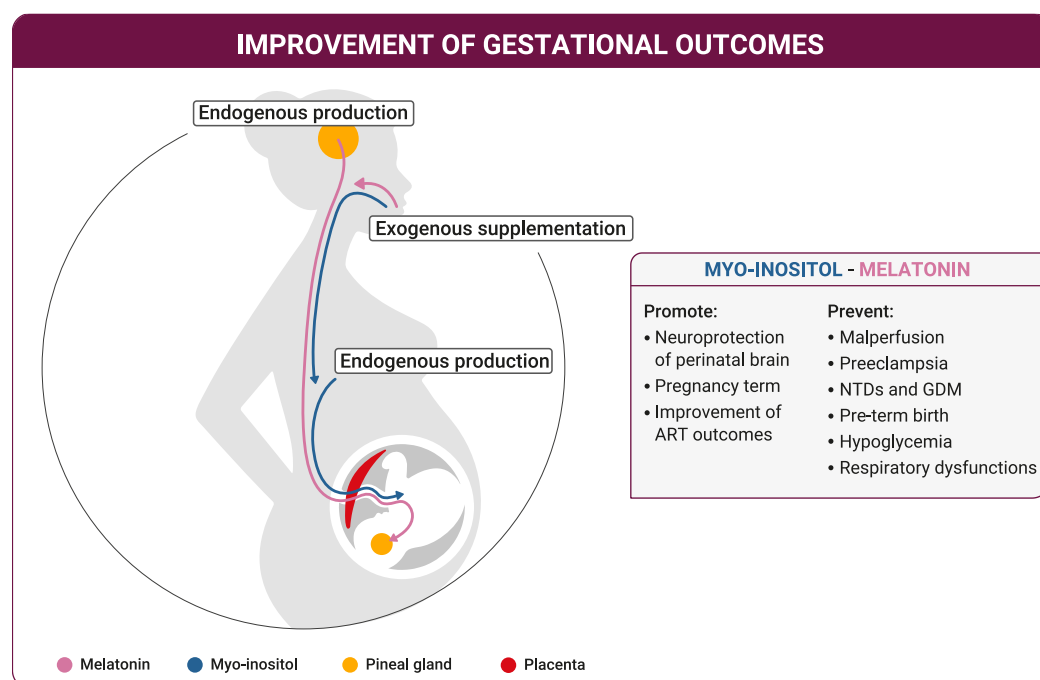 IMPROVEMENT OF GESTATIONAL OUTCOMES
Endogenous production
Exogenous supplementation
Endogenous production
MYO-INOSITOL - MELATONIN
Promote:
• Neuroprotection
of perinatal brain
• Pregnancy term
• Improvement of
ART outcomes
Prevent:
• Malperfusion
• Preeclampsia
• NTDs and GDM
• Pre-term birth
• Hypoglycemia
• Respiratory dysfunctions
Melatonin
Myo-inositol
Pineal gland
Placenta